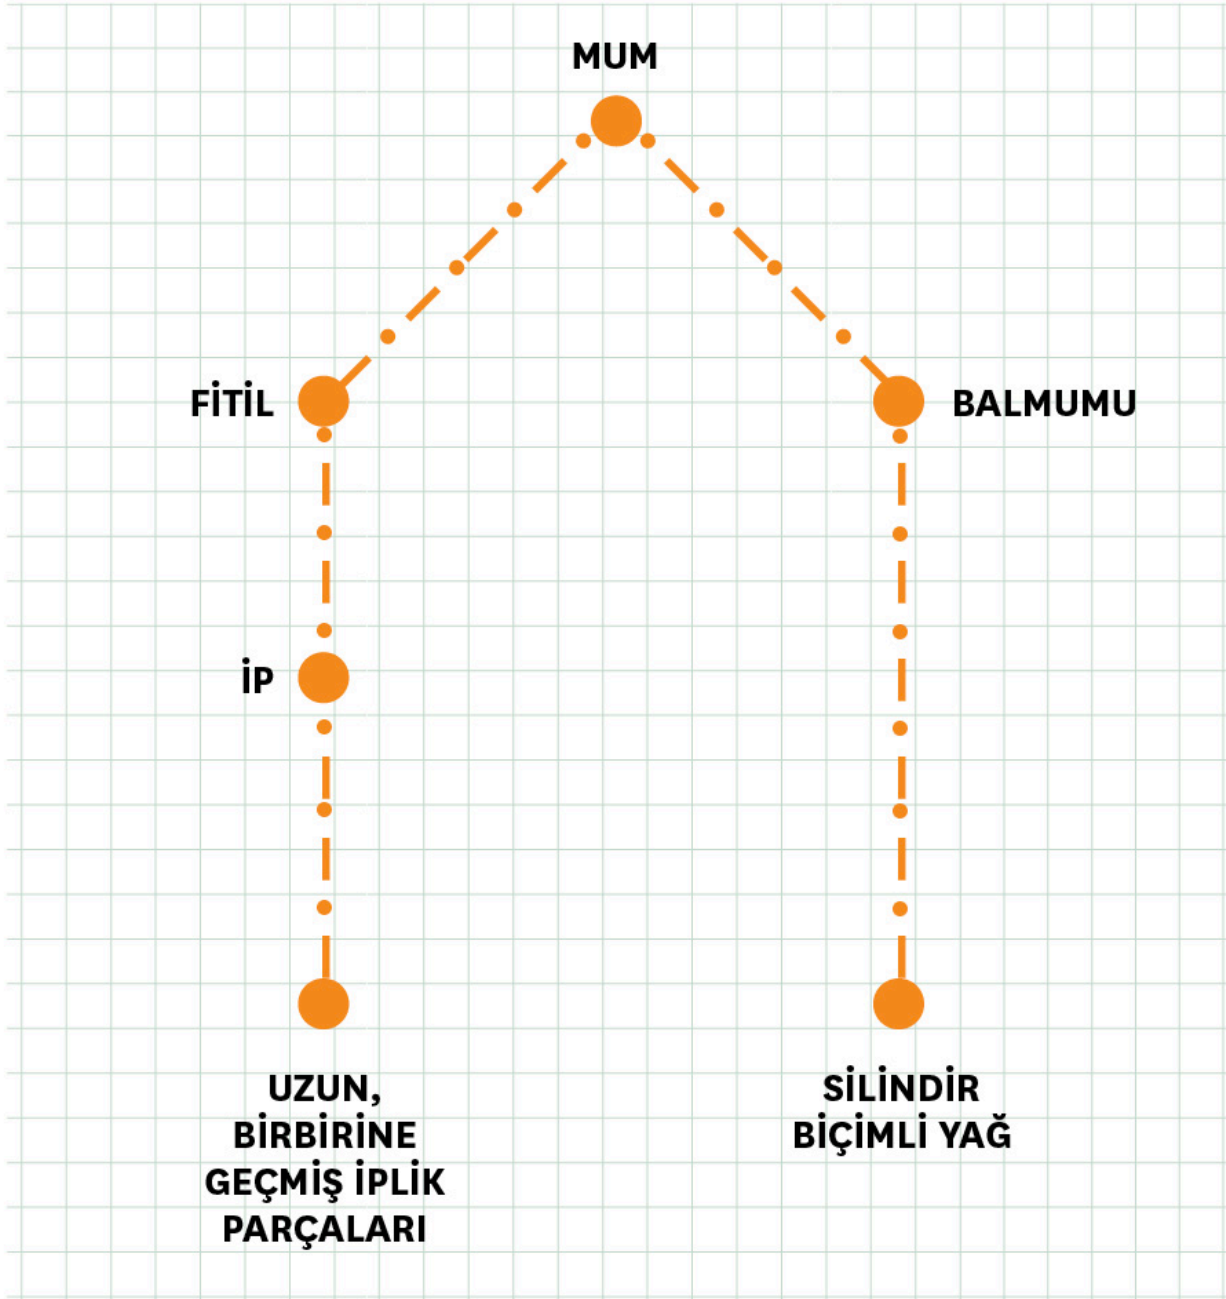 MUM
FİTİL
BALMUMU
İP
UZUN,
BİRBİRİNE
GEÇMİŞ İPLİK
PARÇALARI
SİLİNDİR
BİÇİMLİ YAĞ